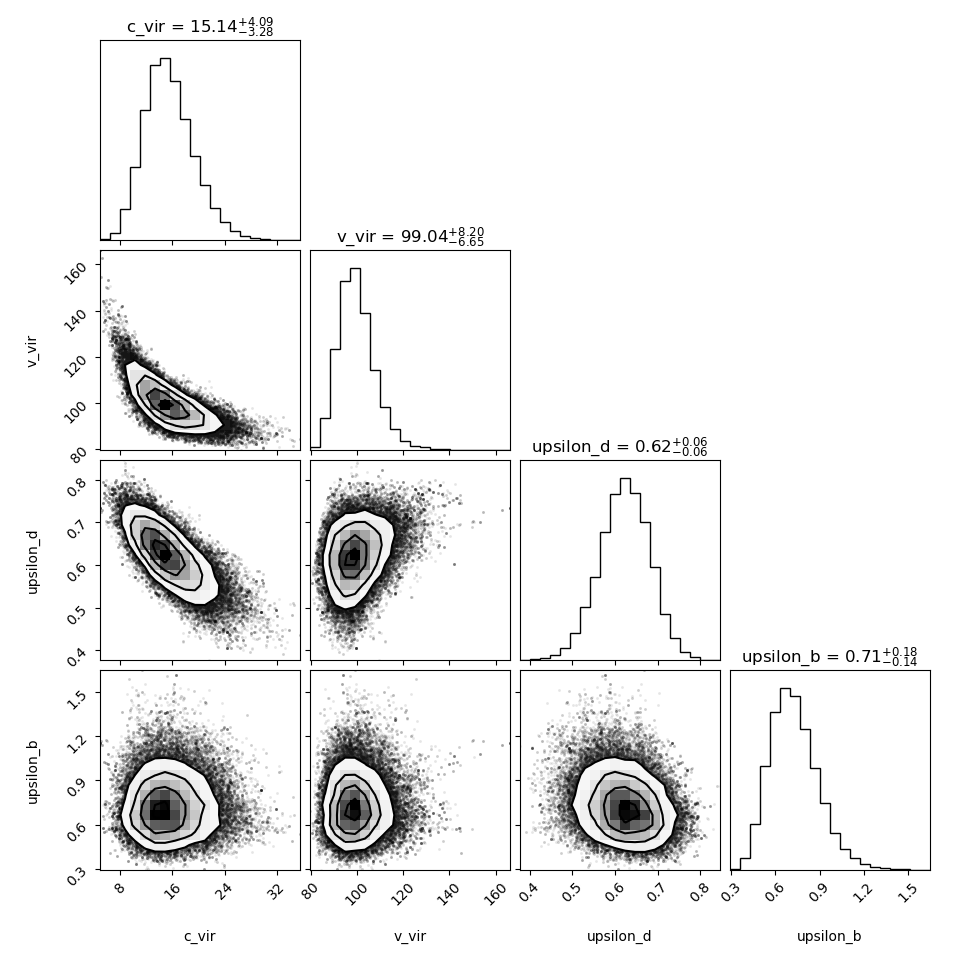 c_vir = 15.14+4.09 −3.28
v_vir = 99.04+8.20 −6.65
160
140
120
100
80
v_vir
upsilon_d = 0.62+0.06 −0.06
0.8
0.7
0.6
0.5
0.4
upsilon_d
upsilon_b = 0.71+0.18 −0.14
1.5
1.2
0.9
0.6
0.3
upsilon_b
8 16 24 32 80 100 120 140 160 0.4 0.5 0.6 0.7 0.8 0.3 0.6 0.9 1.2 1.5
c_vir v_vir upsilon_d upsilon_b